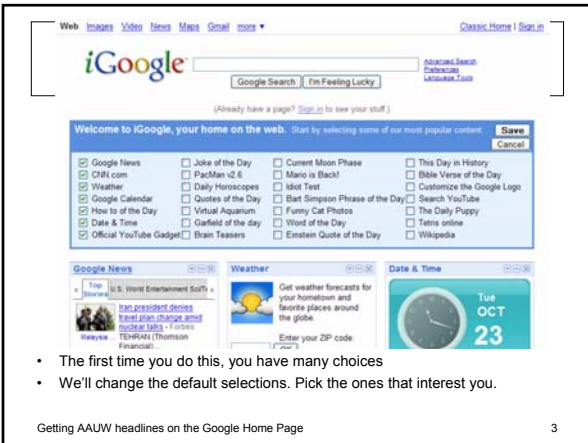 Web Images Video News Maps Gmail more ▼ Classic Home | Sign in
iGoogle
Advanced Search
Preferences
Language Tools
Google Search I'm Feeling Lucky
(Already have a page? Sign in to see your stuff.)
Welcome to iGoogle, your home on the web. Start by selecting some of our most popular content. Save
Cancel
Google News Joke of the Day Current Moon Phase This Day in History
CNN.com PacMan v2.6 Mario is Back! Bible Verse of the Day
Weather Daily Horoscopes Idiot Test Customize the Google Logo
Google Calendar Quotes of the Day Bart Simpson Phrase of the Day Search YouTube
How to of the Day Virtual Aquarium Funny Cat Photos The Daily Puppy
Date & Time Garfield of the day Word of the Day Tetris online
Official YouTube Gadget Brain Teasers Einstein Quote of the Day Wikipedia
Google News Weather Date & Time
« Top Stories U.S. World Entertainment Sci/Te »
Iran president denies
travel plan change amid
nuclear talks - Forbes
Malaysia ... TEHRAN (Thomson
Financial)...
Get weather forecasts for
your hometown and
favorite places around
the globe.
Enter your ZIP code:
OK
Tue
OCT
23
• The first time you do this, you have many choices
• We'll change the default selections. Pick the ones that interest you.
Getting AAUW headlines on the Google Home Page 3